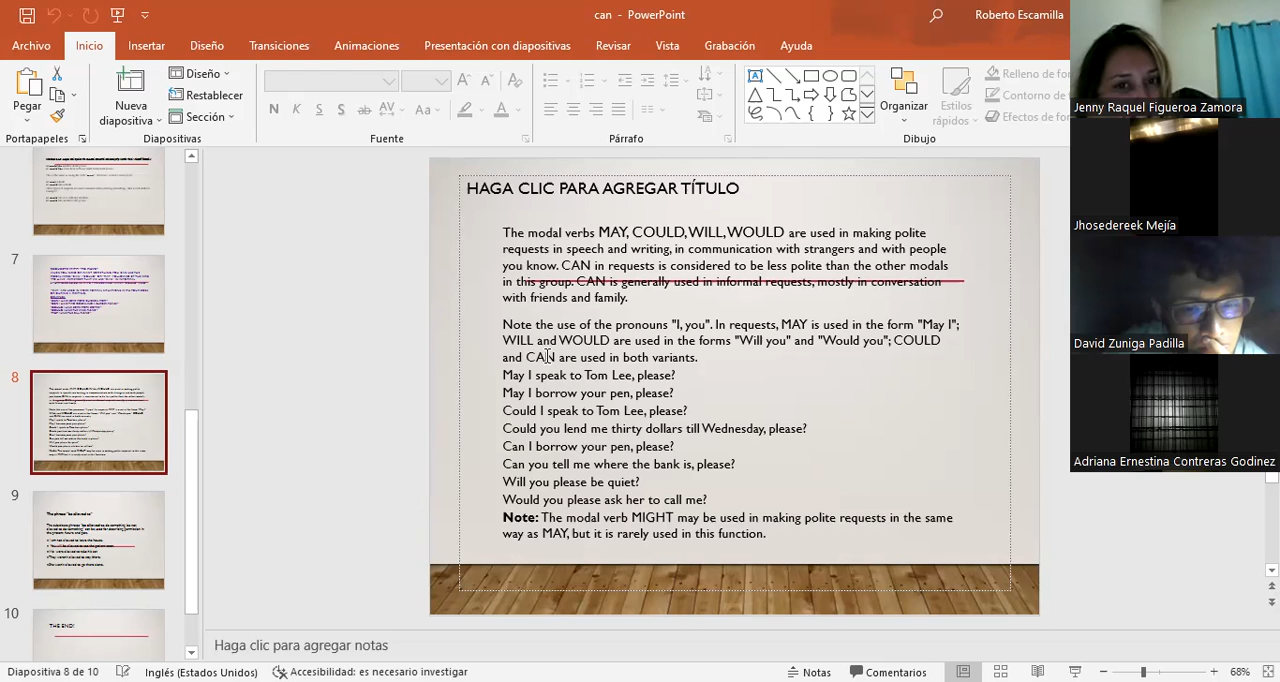 can - PowerPoint
Roberto Escamilla
Archivo
Inicio
Insertar
Diseño
Transiciones
Animaciones
Presentación con diapositivas
Revisar
Vista
Grabación
Ayuda
Pegar
Portapapeles
Nueva
diapositiva
Diseño
Restablecer
Sección
Diapositivas
N K S S ab AV Aa A
Fuente
Párrafo
Organizar
Estilos
rápidos
Relleno de for
Contorno de
Efectos de fo
Dibujo
Jenny Raquel Figueroa Zamora
Jhosedereek Mejía
David Zuniga Padilla
Adriana Ernestina Contreras Godinez
7
8
9
The phrase "be allowed to"
10
THE END!
HAGA CLIC PARA AGREGAR TÍTULO
The modal verbs MAY, COULD, WILL, WOULD are used in making polite
requests in speech and writing, in communication with strangers and with people
you know. CAN in requests is considered to be less polite than the other modals
in this group. CAN is generally used in informal requests, mostly in conversation
with friends and family.
Note the use of the pronouns "I, you". In requests, MAY is used in the form "May I";
WILL and WOULD are used in the forms "Will you" and "Would you"; COULD
and CAN are used in both variants.
May I speak to Tom Lee, please?
May I borrow your pen, please?
Could I speak to Tom Lee, please?
Could you lend me thirty dollars till Wednesday, please?
Can I borrow your pen, please?
Can you tell me where the bank is, please?
Will you please be quiet?
Would you please ask her to call me?
Note: The modal verb MIGHT may be used in making polite requests in the same
way as MAY, but it is rarely used in this function.
Haga clic para agregar notas
Diapositiva 8 de 10
Inglés (Estados Unidos)
Accesibilidad: es necesario investigar
Notas
Comentarios
68%